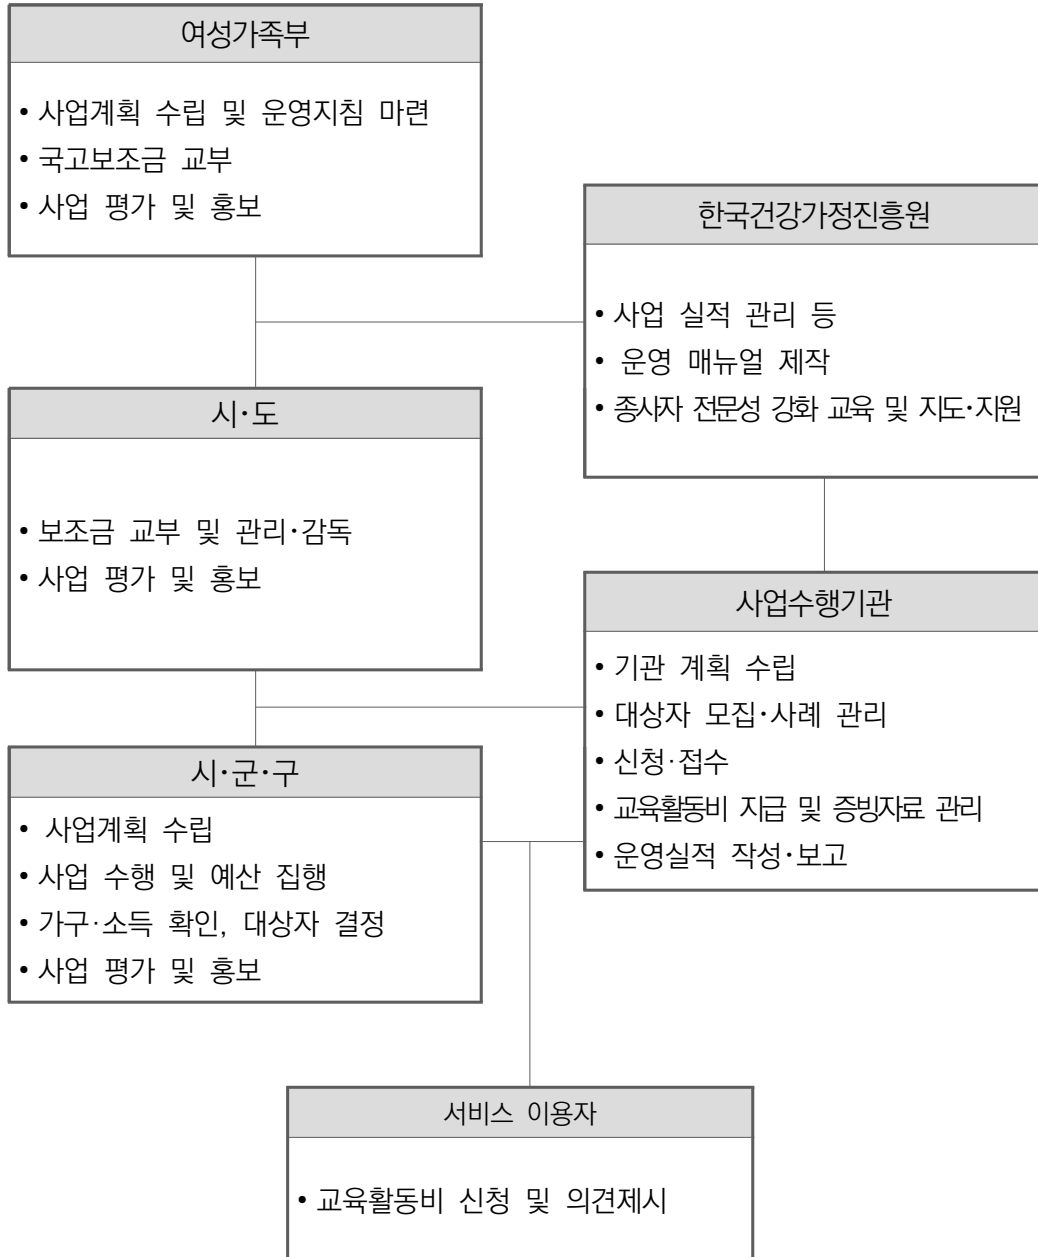 여성가족부
• 사업계획 수립 및 운영지침 마련
• 국고보조금 교부
• 사업 평가 및 홍보
한국건강가정진흥원
• 사업 실적 관리 등
• 운영 매뉴얼 제작
• 종사자 전문성 강화 교육 및 지도·지원
시·도
• 보조금 교부 및 관리·감독
• 사업 평가 및 홍보
사업수행기관
• 기관 계획 수립
• 대상자 모집·사례 관리
• 신청·접수
• 교육활동비 지급 및 증빙자료 관리
• 운영실적 작성·보고
시·군·구
• 사업계획 수립
• 사업 수행 및 예산 집행
• 가구·소득 확인, 대상자 결정
• 사업 평가 및 홍보
서비스 이용자
• 교육활동비 신청 및 의견제시